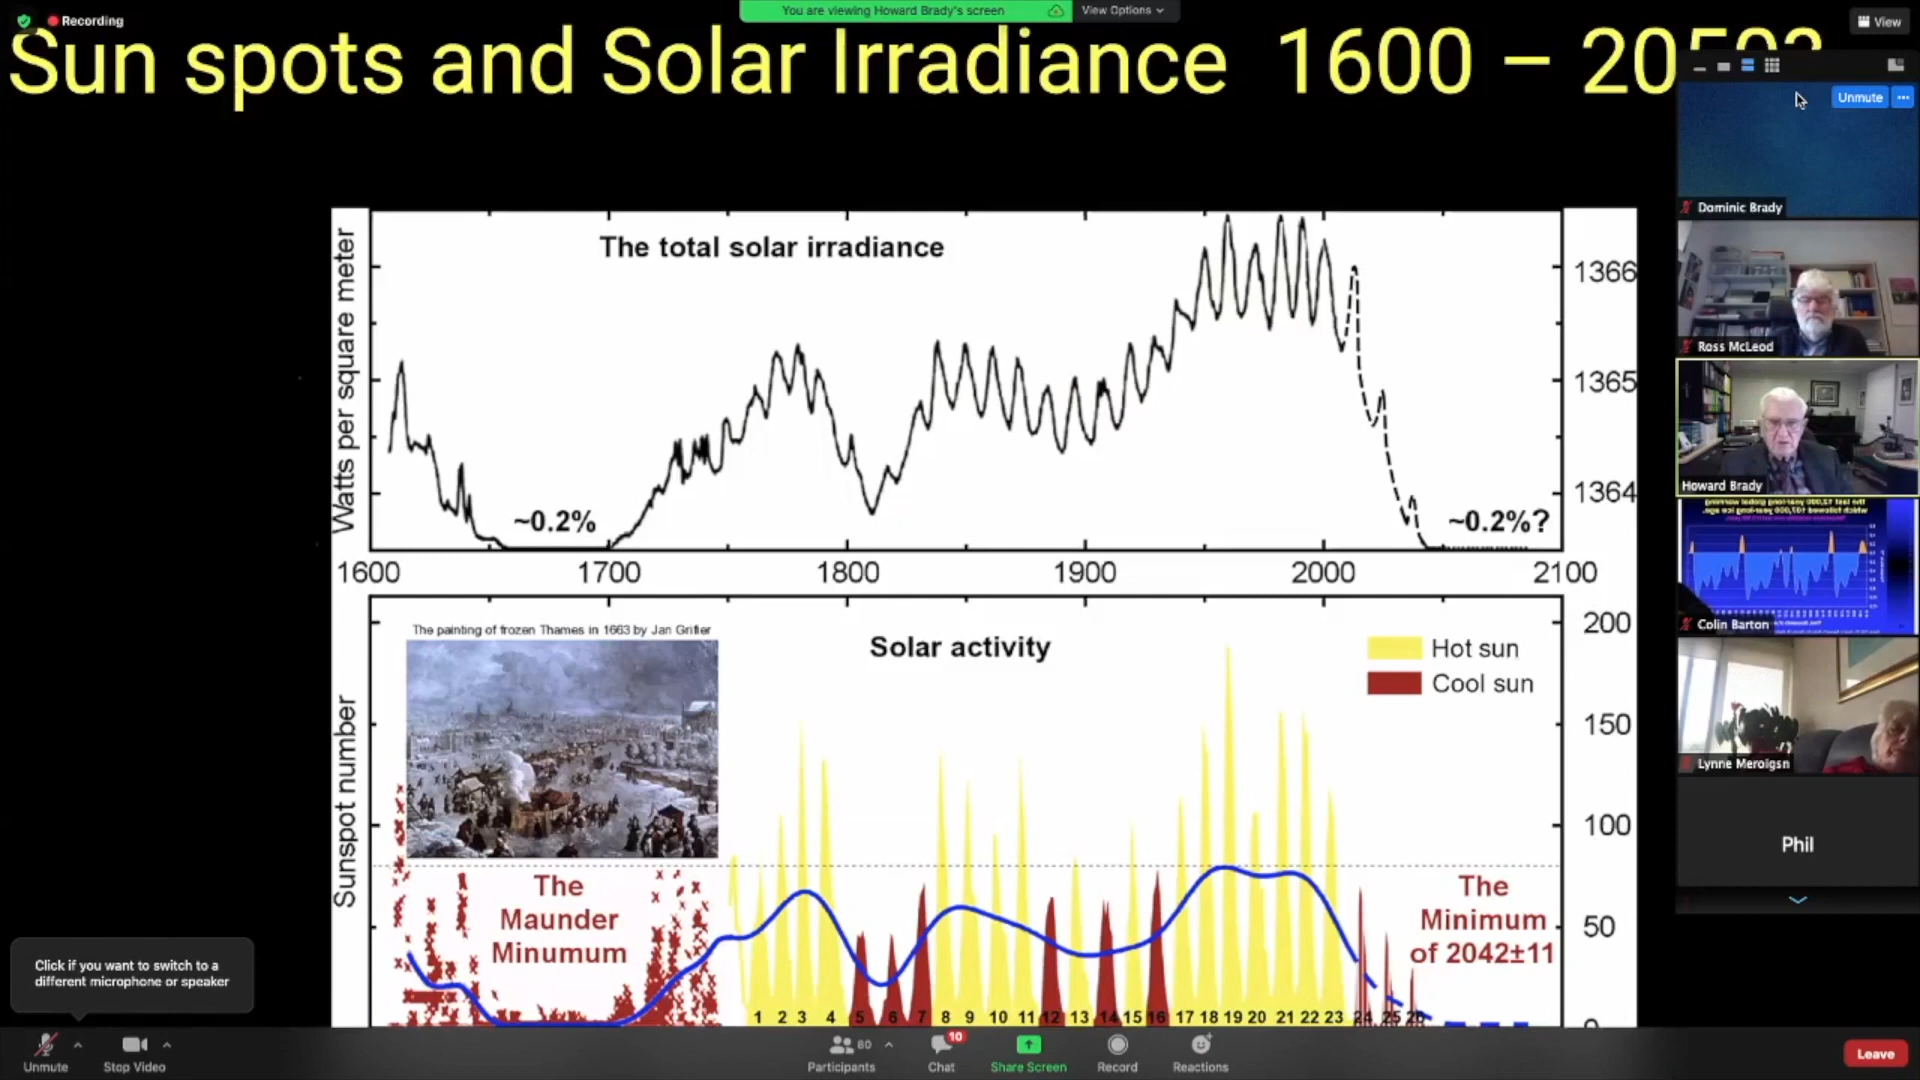 Recording
You are viewing Howard Brady's screen
View Options
View
Sun spots and Solar Irradiance 1600 – 2050?
Unmute
Dominic Brady
Ross McLeod
Howard Brady
Colin Barton
Lynne Meroigsn
Phil
The total solar irradiance
Watts per square meter
1366
1365
1364
~0.2%
~0.2%?
1600 1700 1800 1900 2000 2100
The painting of frozen Thames in 1663 by Jan Grifier
Solar activity
Hot sun
Cool sun
Sunspot number
200
150
100
50
0
The
Maunder
Minumum
The
Minimum
of 2042±11
1 2 3 4 5 6 7 8 9 10 11 12 13 14 15 16 17 18 19 20 21 22 23 24 25 26
Click if you want to switch to a
different microphone or speaker
Unmute
Stop Video
80
Participants
10
Chat
Share Screen
Record
Reactions
Leave